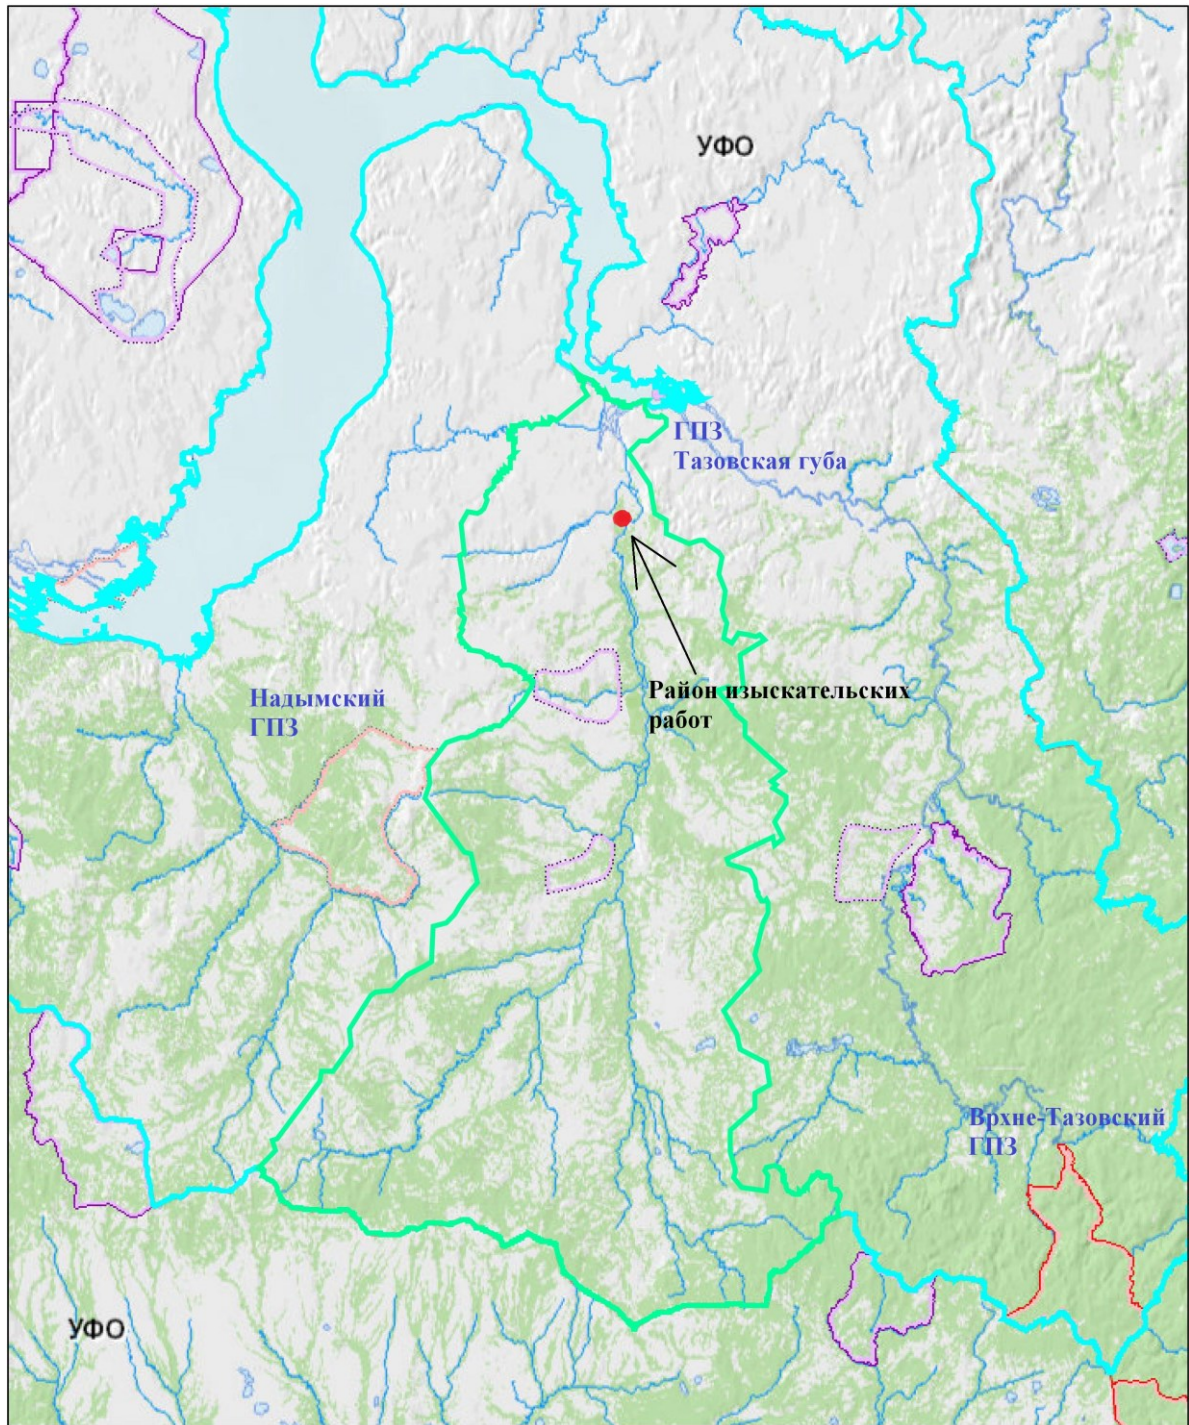 УФО
ГПЗ
Тазовская губа
Район изыскательских
работ
Надымский
ГПЗ
Врхне-Тазовский
ГПЗ
УФО